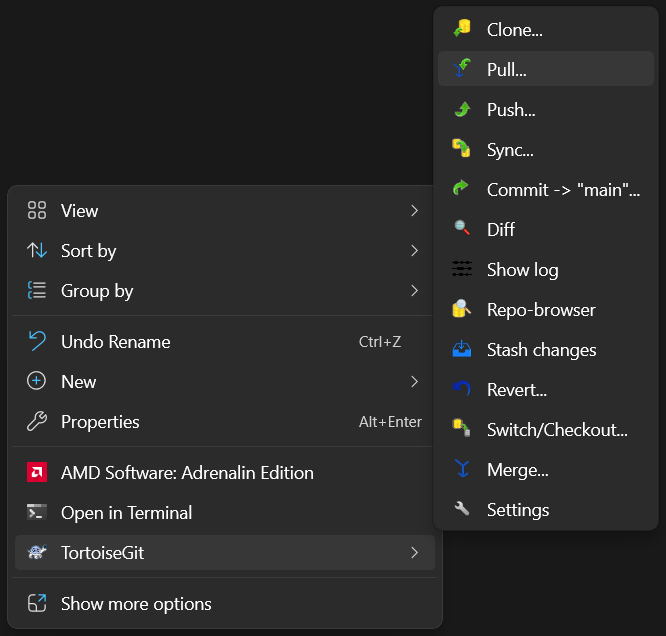 Clone...
Pull...
Push...
Sync...
Commit -> "main"...
Diff
Show log
Repo-browser
Stash changes
Revert...
Switch/Checkout...
Merge...
Settings
View
Sort by
Group by
Undo Rename Ctrl+Z
New
Properties Alt+Enter
AMD Software: Adrenalin Edition
Open in Terminal
TortoiseGit
Show more options